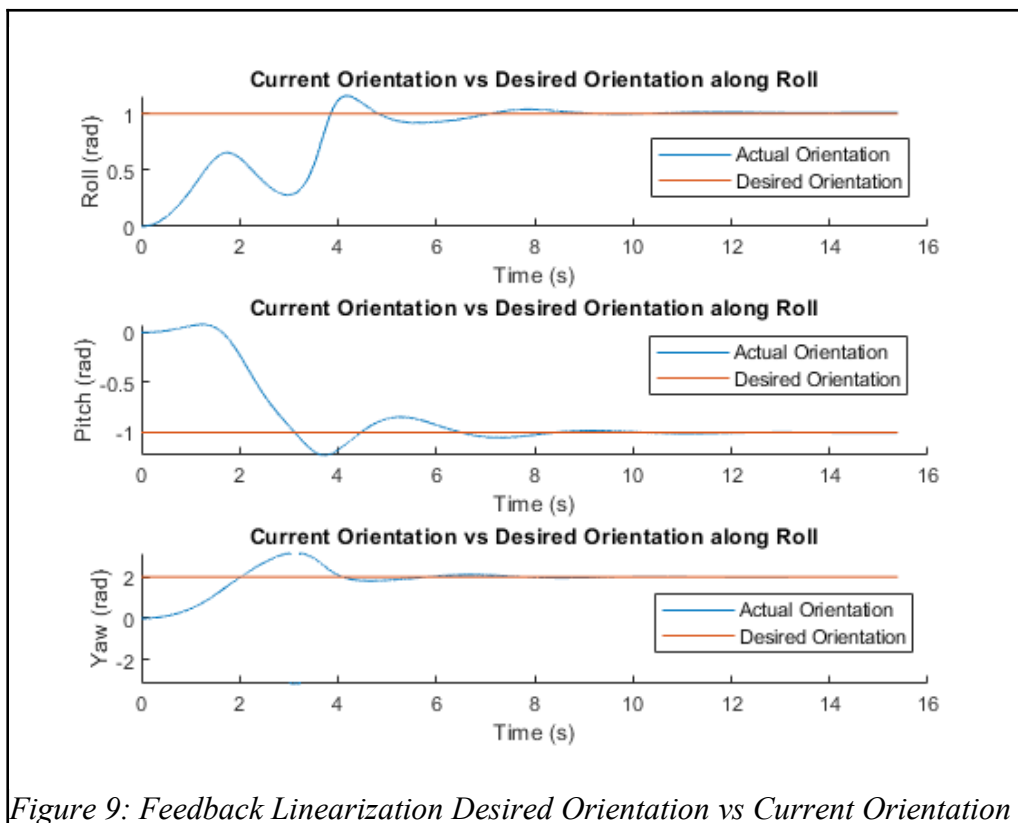 Current Orientation vs Desired Orientation along Roll
1
0.5
0
Roll (rad)
Actual Orientation
Desired Orientation
0 2 4 6 8 10 12 14 16
Time (s)
Current Orientation vs Desired Orientation along Roll
0
-0.5
-1
Pitch (rad)
Actual Orientation
Desired Orientation
0 2 4 6 8 10 12 14 16
Time (s)
Current Orientation vs Desired Orientation along Roll
2
0
-2
Yaw (rad)
Actual Orientation
Desired Orientation
0 2 4 6 8 10 12 14 16
Time (s)
Figure 9: Feedback Linearization Desired Orientation vs Current Orientation